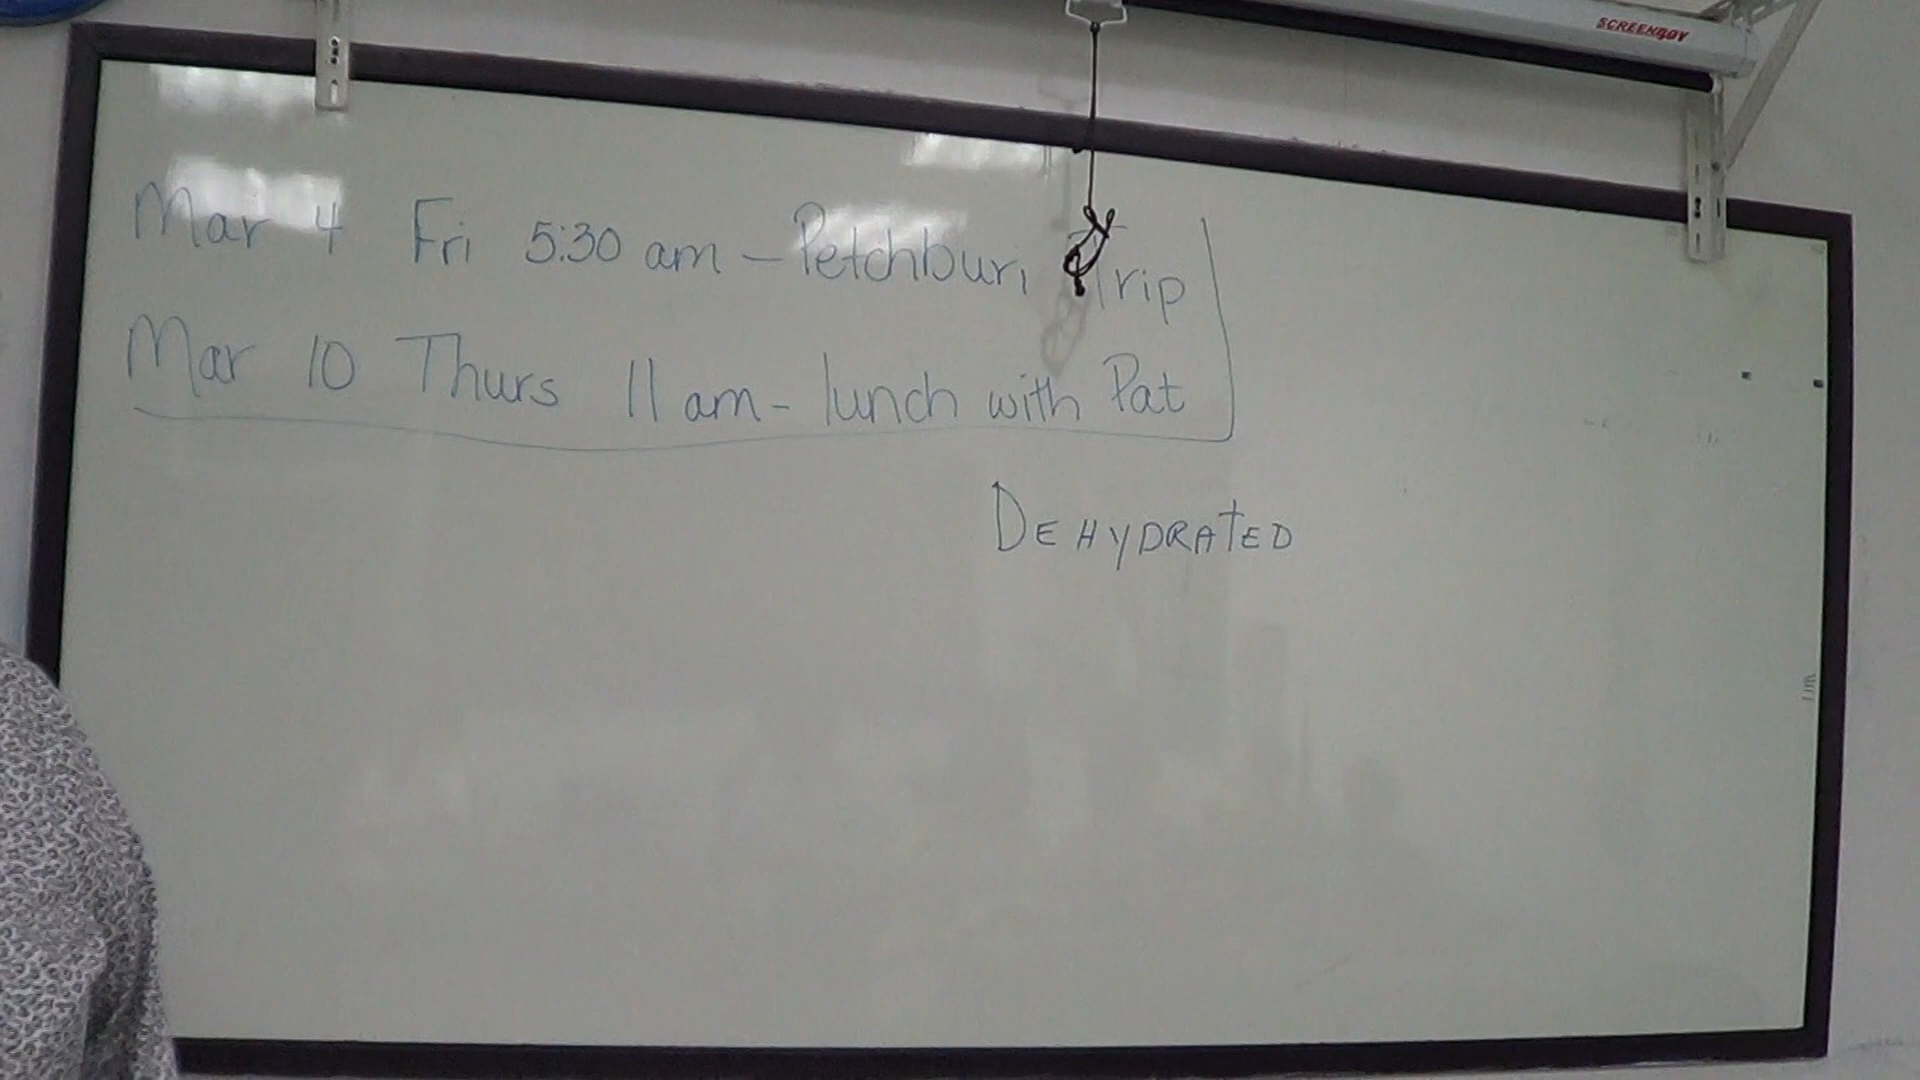 SCREENBOY
Mar 4 Fri 5:30 am – Petchburi Trip
Mar 10 Thurs 11 am – lunch with Pat
DEHYDRATED